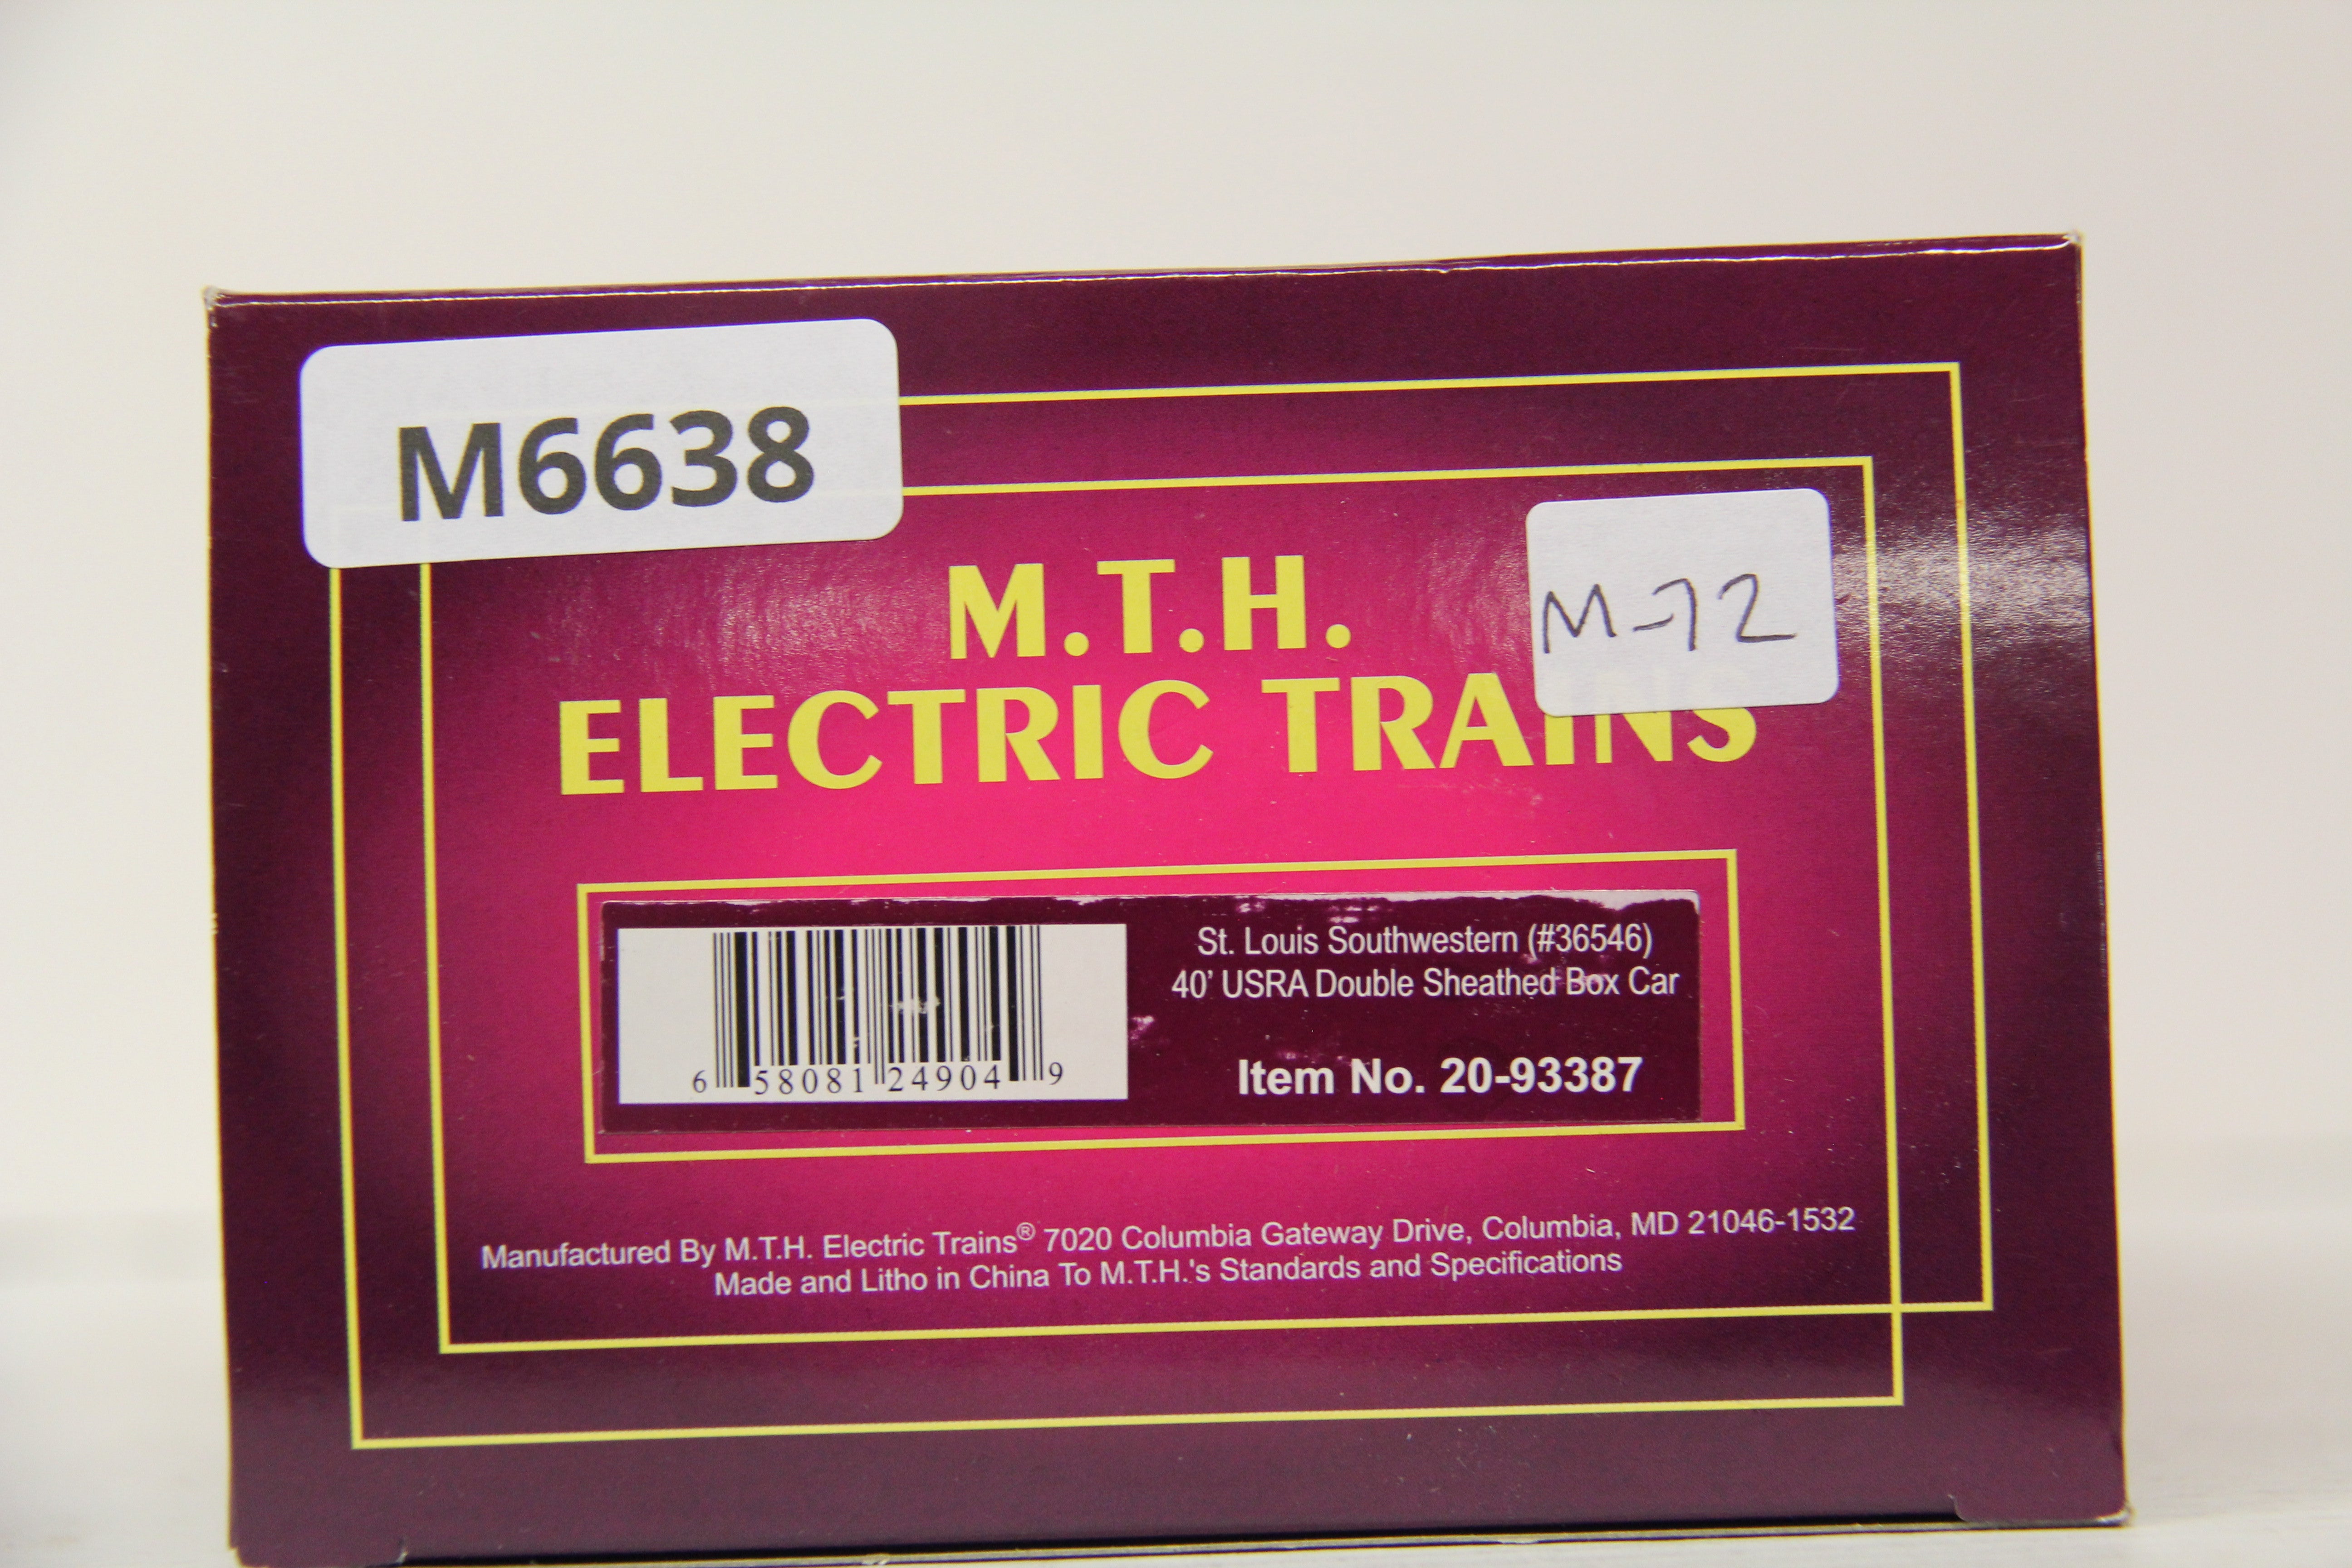 M6638
M-72
M.T.H.
ELECTRIC TRAINS
St. Louis Southwestern (#36546)
40' USRA Double Sheathed Box Car
Item No. 20-93387
6 58081 24904 9
Manufactured By M.T.H. Electric Trains® 7020 Columbia Gateway Drive, Columbia, MD 21046-1532
Made and Litho in China To M.T.H.'s Standards and Specifications